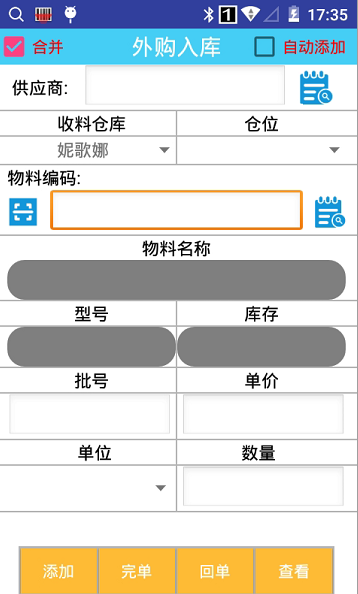 17:35
合并 外购入库 自动添加
供应商:
收料仓库 仓位
妮歌娜
物料编码:
物料名称
型号 库存
批号 单价
单位 数量
添加 完单 回单 查看